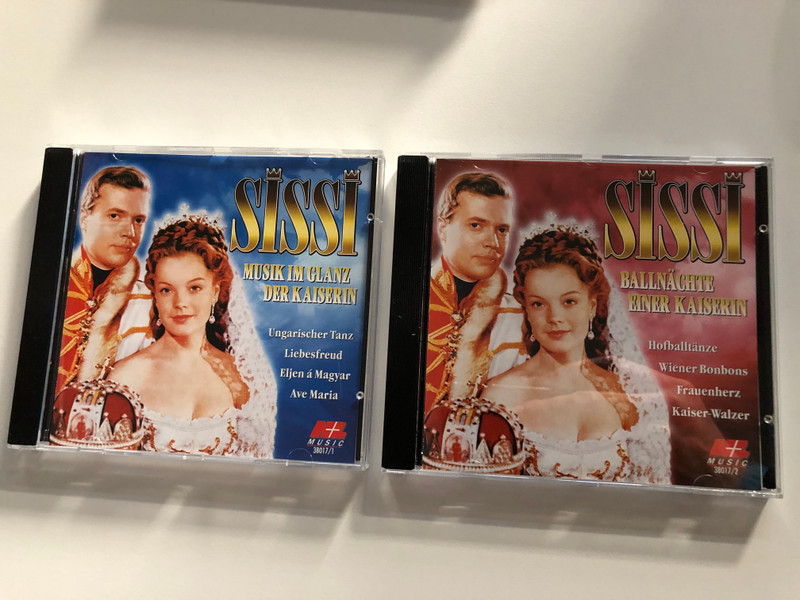 SISSI
MUSIK IM GLANZ
DER KAISERIN
Ungarischer Tanz
Liebesfreud
Eljen á Magyar
Ave Maria
MUSIC
38017/1
SISSI
BALLNÄCHTE
EINER KAISERIN
Hofballtänze
Wiener Bonbons
Frauenherz
Kaiser-Walzer
MUSIC
38017/2